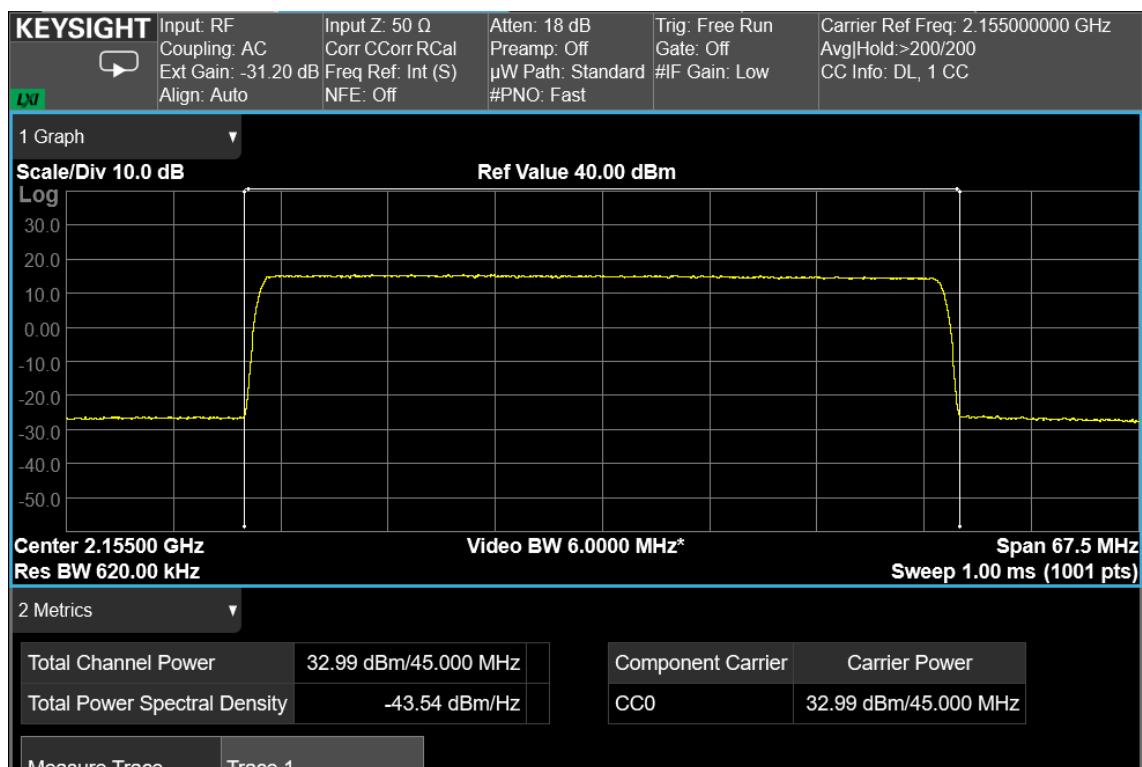 KEYSIGHT Input: RF Input Z: 50 Ω Atten: 18 dB Trig: Free Run Carrier Ref Freq: 2.155000000 GHz
Coupling: AC Corr CCorr RCal Preamp: Off Gate: Off Avg|Hold:>200/200
Ext Gain: -31.20 dB Freq Ref: Int (S) µW Path: Standard #IF Gain: Low CC Info: DL, 1 CC
LXI Align: Auto NFE: Off #PNO: Fast
1 Graph
Scale/Div 10.0 dB Ref Value 40.00 dBm
Log
30.0
20.0
10.0
0.00
-10.0
-20.0
-30.0
-40.0
-50.0
Center 2.15500 GHz Video BW 6.0000 MHz* Span 67.5 MHz
Res BW 620.00 kHz Sweep 1.00 ms (1001 pts)
2 Metrics
Total Channel Power 32.99 dBm/45.000 MHz Component Carrier Carrier Power
Total Power Spectral Density -43.54 dBm/Hz CC0 32.99 dBm/45.000 MHz
Measure Trace Trace 1